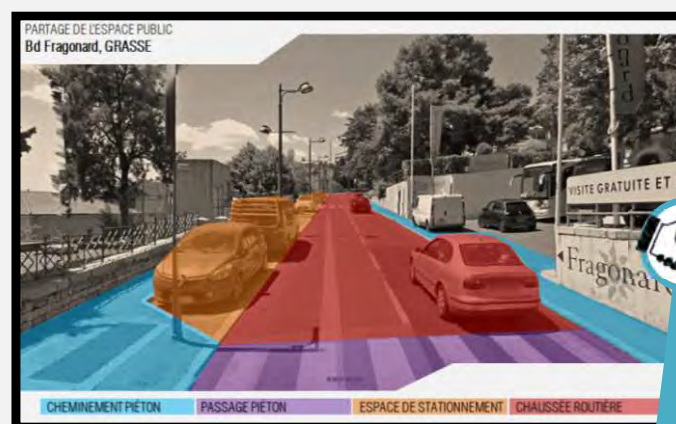 PARTAGE DE L'ESPACE PUBLIC
Bd Fragonard, GRASSE
VISITE GRATUITE ET
Fragonar
CHEMINEMENT PIÉTON
PASSAGE PIÉTON
ESPACE DE STATIONNEMENT
CHAUSSÉE ROUTIÈRE